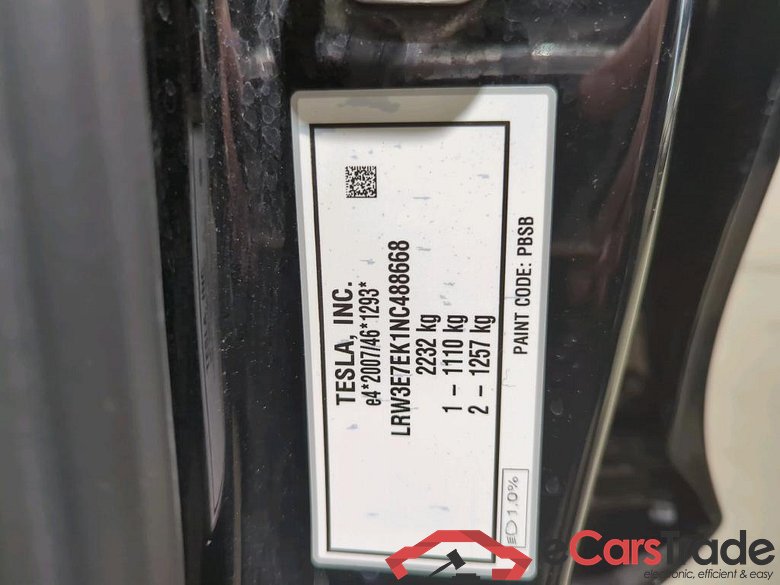 TESLA, INC.
e4*2007/46*1293*
LRW3E7EK1NC488668
2232 kg
1 – 1110 kg
2 – 1257 kg
PAINT CODE: PBSB
1.0%
eCarsTrade
electronic, efficient & easy